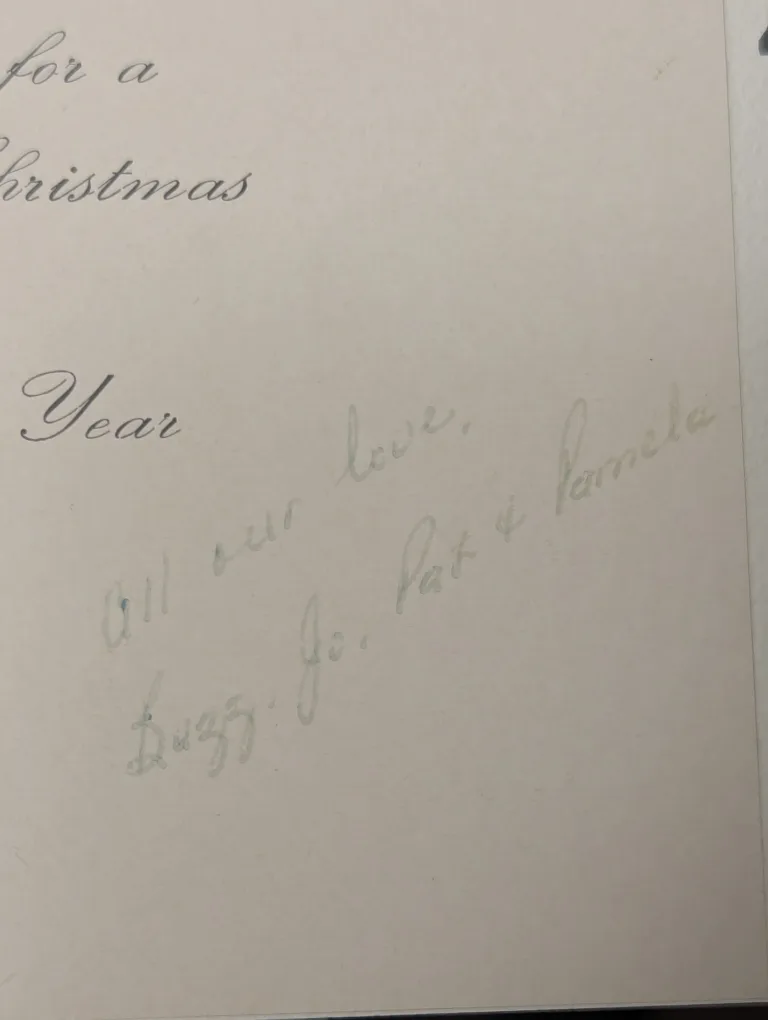 for a
hristmas
Year
All our love,
Buzz, Jo, Pat & Pamela